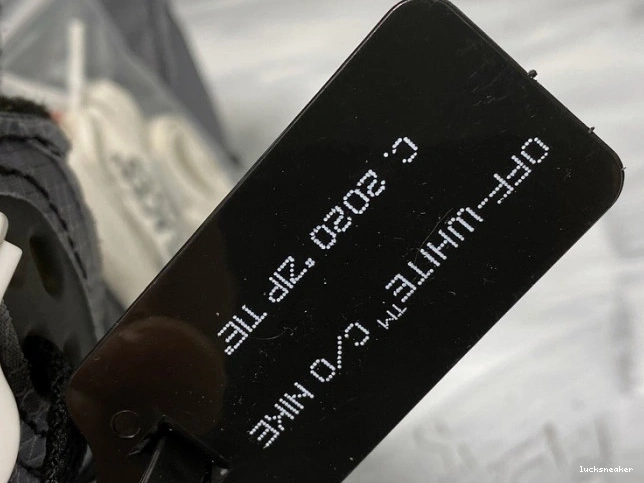 OFF--WHITE™ C/O NIKE
C. 2020. "ZIP TIE"
lucksneaker